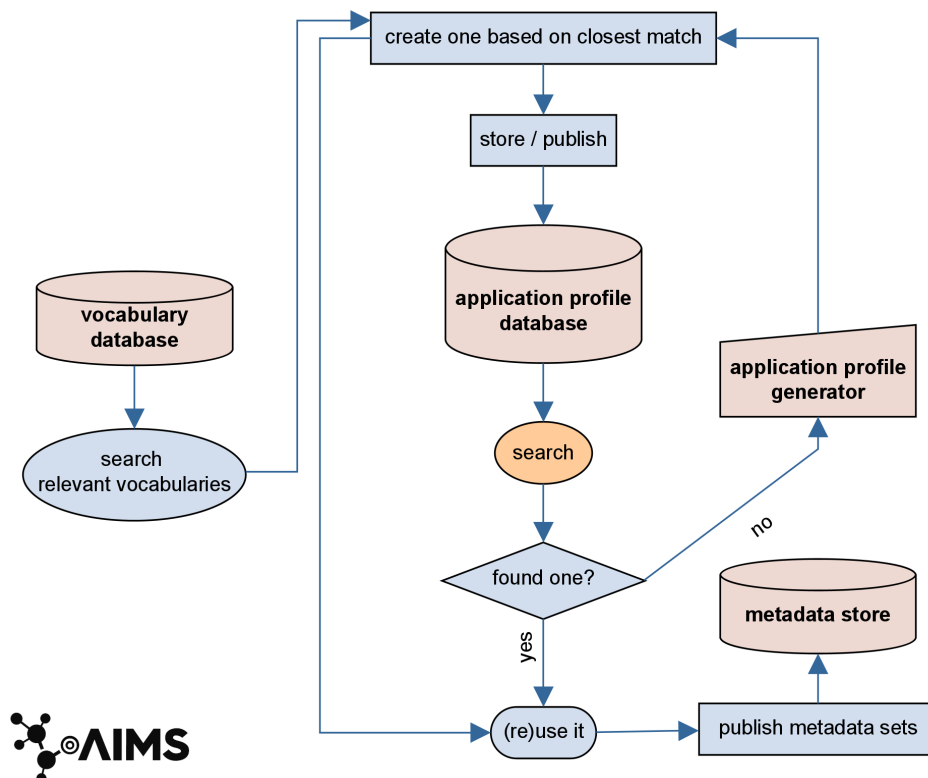 create one based on closest match
store / publish
application profile
database
vocabulary
database
application profile
generator
search
relevant vocabularies
search
found one?
no
yes
metadata store
(re)use it
publish metadata sets
AIMS